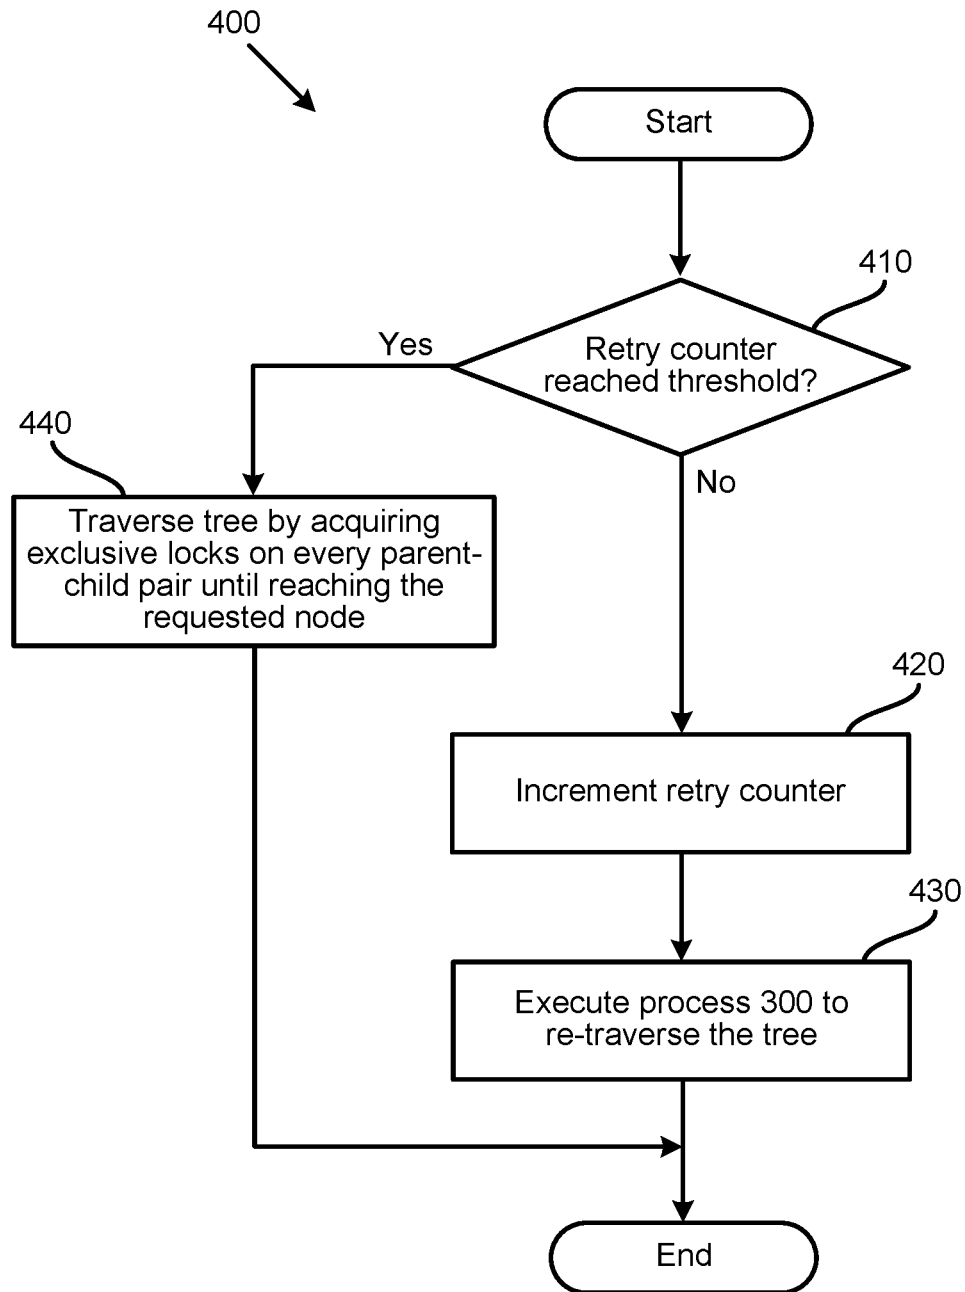 400
Start
410
Retry counter
reached threshold?
Yes
No
440
Traverse tree by acquiring
exclusive locks on every parent-
child pair until reaching the
requested node
420
Increment retry counter
430
Execute process 300 to
re-traverse the tree
End